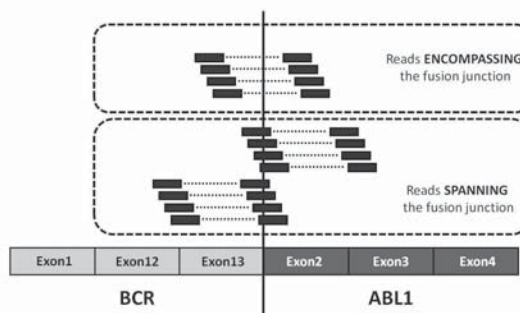 Reads ENCOMPASSING
the fusion junction
Reads SPANNING
the fusion junction
Exon1 Exon12 Exon13 Exon2 Exon3 Exon4
BCR ABL1